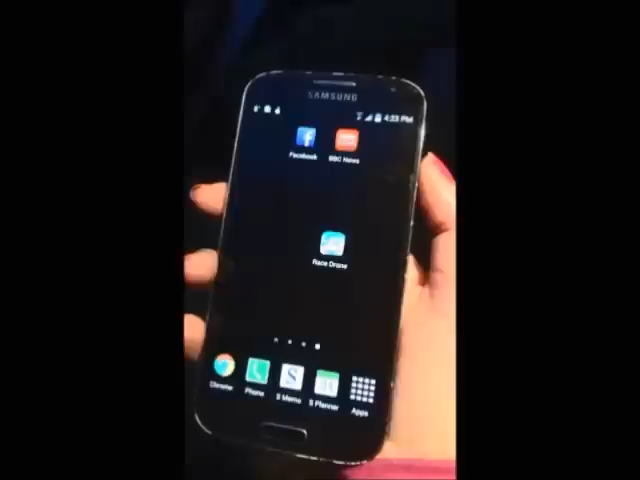 SAMSUNG
4:33 PM
Facebook
BBC News
Race Drone
Chrome
Phone
S Memo
S Planner
Apps